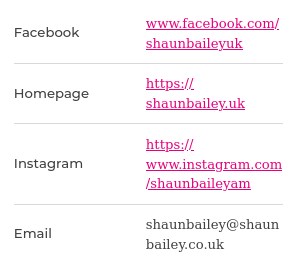 Facebook
www.facebook.com/
shaunbaileyuk
Homepage
https://
shaunbailey.uk
Instagram
https://
www.instagram.com
/shaunbaileyam
Email
shaunbailey@shaun
bailey.co.uk